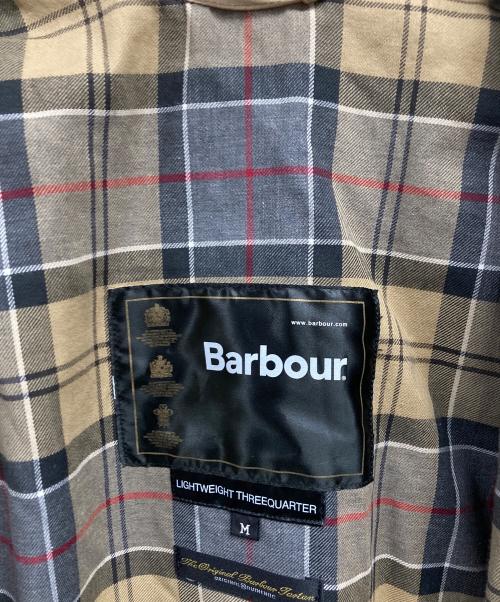 www.barbour.com
Barbour®
LIGHTWEIGHT THREEQUARTER
M
The Original Barbour Tartan